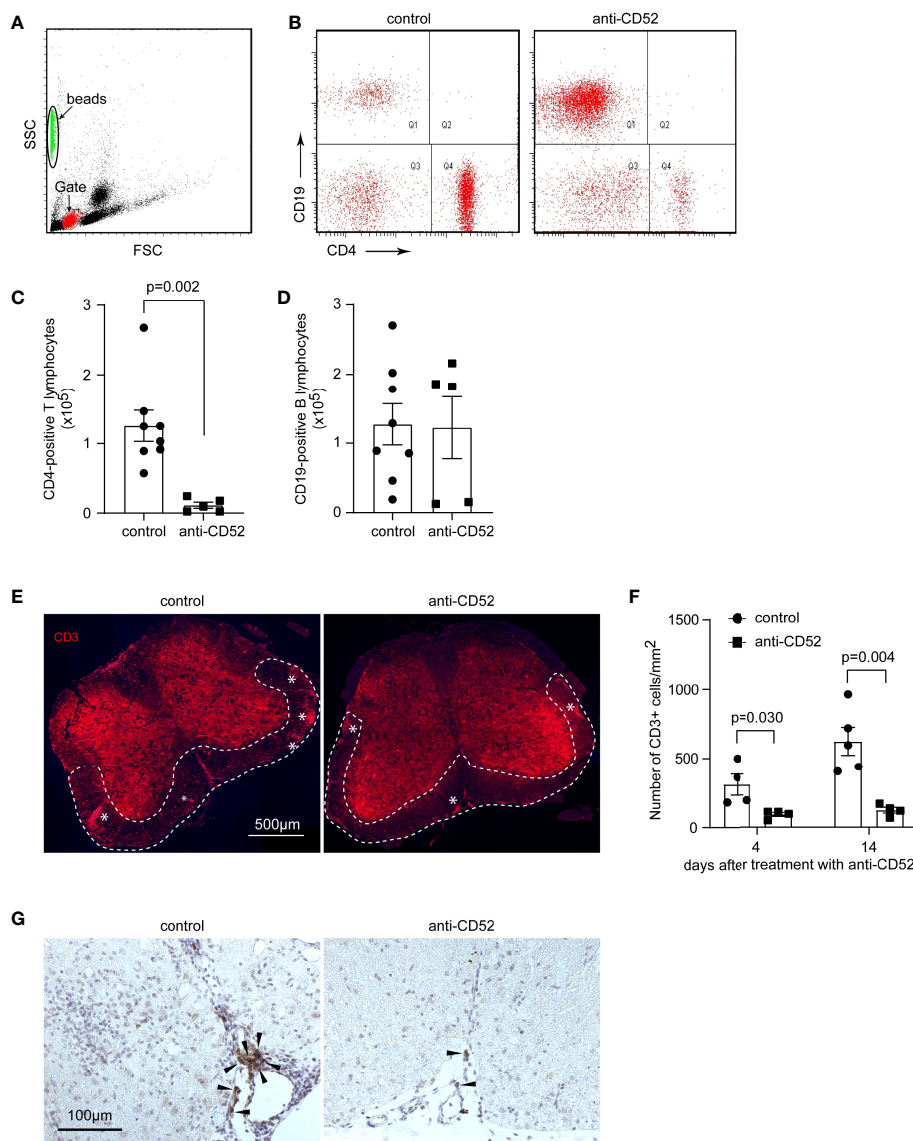 A
SSC
beads
Gate
FSC
B
control
anti-CD52
Q1
Q2
Q3
Q4
Q1
Q2
Q3
Q4
CD19
CD4
C
p=0.002
CD4-positive T lymphocytes
(x10⁵)
3
2
1
0
control
anti-CD52
D
CD19-positive B lymphocytes
(x10⁵)
3
2
1
0
control
anti-CD52
E
control
anti-CD52
CD3
*
*
*
*
*
*
*
*
500µm
F
control
anti-CD52
Number of CD3+ cells/mm²
1500
1000
500
0
p=0.030
p=0.004
4
14
days after treatment with anti-CD52
G
control
anti-CD52
100µm